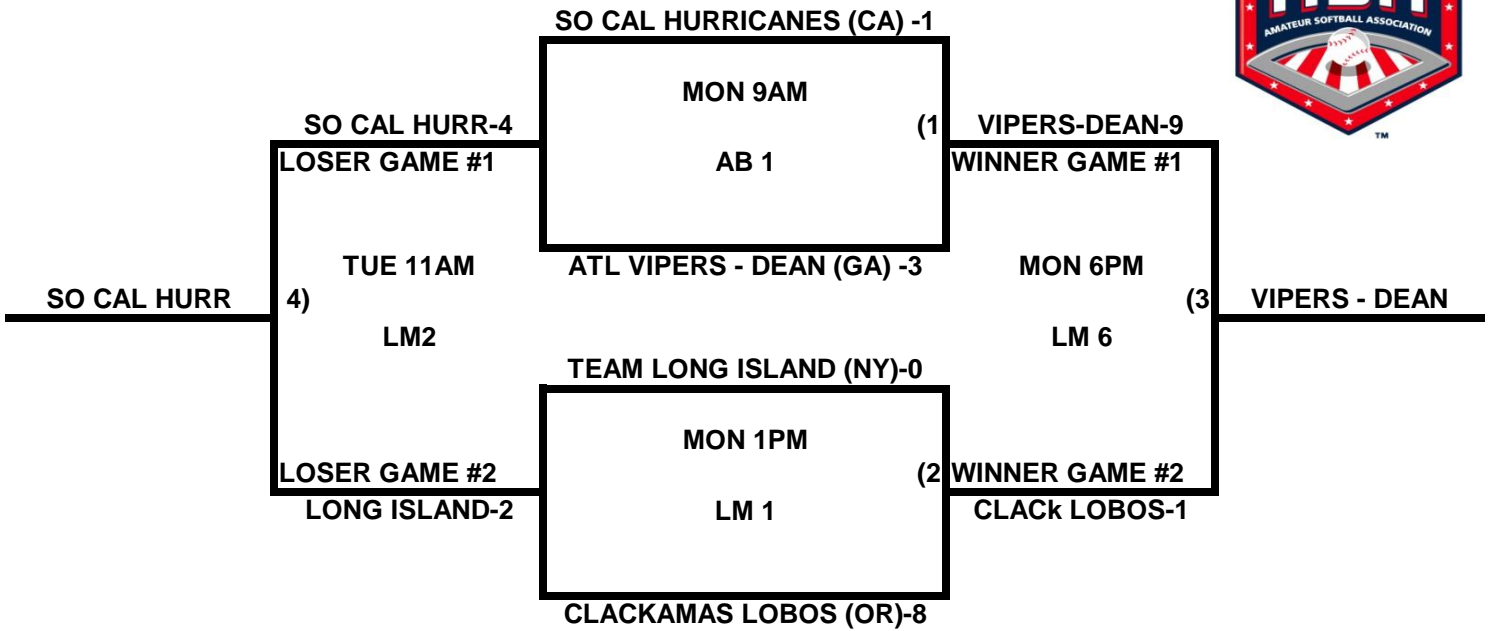 SO CAL HURRICANES (CA) -1
AMATEUR SOFTBALL ASSOCIATION
TM
MON 9AM
SO CAL HURR-4
(1
VIPERS-DEAN-9
LOSER GAME #1
AB 1
WINNER GAME #1
TUE 11AM
ATL VIPERS - DEAN (GA) -3
MON 6PM
SO CAL HURR
4)
(3
VIPERS - DEAN
LM2
LM 6
TEAM LONG ISLAND (NY)-0
MON 1PM
LOSER GAME #2
(2
WINNER GAME #2
LONG ISLAND-2
LM 1
CLACk LOBOS-1
CLACKAMAS LOBOS (OR)-8